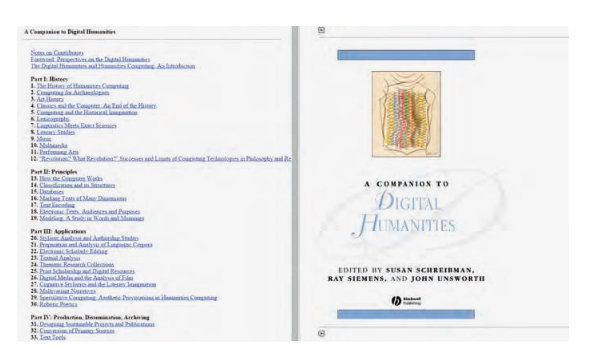 A Companion to Digital Humanities
Notes on Contributors
Foreword: Perspectives on the Digital Humanities
The Digital Humanities and Humanities Computing: An Introduction
Part I: History
1. The History of Humanities Computing
2. Computing for Archaeologists
3. Art History
4. Classics and the Computer: An End of the History
5. Computing and the Historical Imagination
6. Lexicography
7. Linguistics Meets Exact Sciences
8. Literary Studies
9. Music
10. Multimedia
11. Performing Arts
12. "Revolution? What Revolution?" Successes and Limits of Computing Technologies in Philosophy and Re
Part II: Principles
13. How the Computer Works
14. Classification and its Structures
15. Databases
16. Marking Texts of Many Dimensions
17. Text Encoding
18. Electronic Texts: Audiences and Purposes
19. Modeling: A Study in Words and Meanings
Part III: Applications
20. Stylistic Analysis and Authorship Studies
21. Preparation and Analysis of Linguistic Corpora
22. Electronic Scholarly Editing
23. Textual Analysis
24. Thematic Research Collections
25. Print Scholarship and Digital Resources
26. Digital Media and the Analysis of Film
27. Cognitive Stylistics and the Literary Imagination
28. Multivariant Narratives
29. Speculative Computing: Aesthetic Provocations in Humanities Computing
30. Robotic Poetics
Part IV: Production, Dissemination, Archiving
31. Designing Sustainable Projects and Publications
32. Conversion of Primary Sources
33. Text Tools
A COMPANION TO
DIGITAL
HUMANITIES
EDITED BY SUSAN SCHREIBMAN,
RAY SIEMENS, AND JOHN UNSWORTH
Blackwell
Publishing